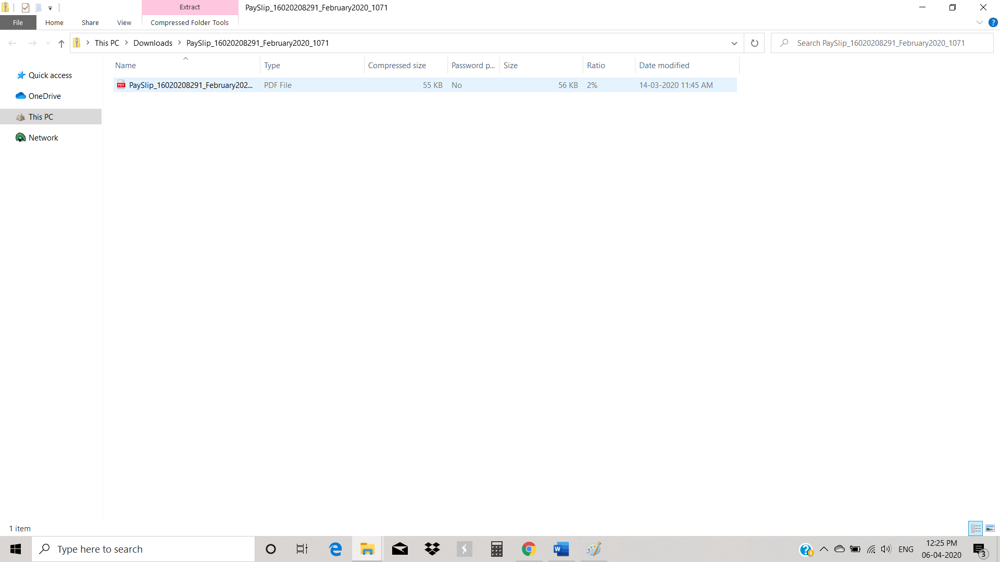 Extract
PaySlip_16020208291_February2020_1071
File Home Share View Compressed Folder Tools
?
This PC > Downloads > PaySlip_16020208291_February2020_1071
Search PaySlip_16020208291_February2020_1071
Name Type Compressed size Password p... Size Ratio Date modified
PDF PaySlip_16020208291_February202... PDF File 55 KB No 56 KB 2% 14-03-2020 11:45 AM
Quick access
OneDrive
This PC
Network
1 item
Type here to search
W
ENG
12:25 PM
06-04-2020
3